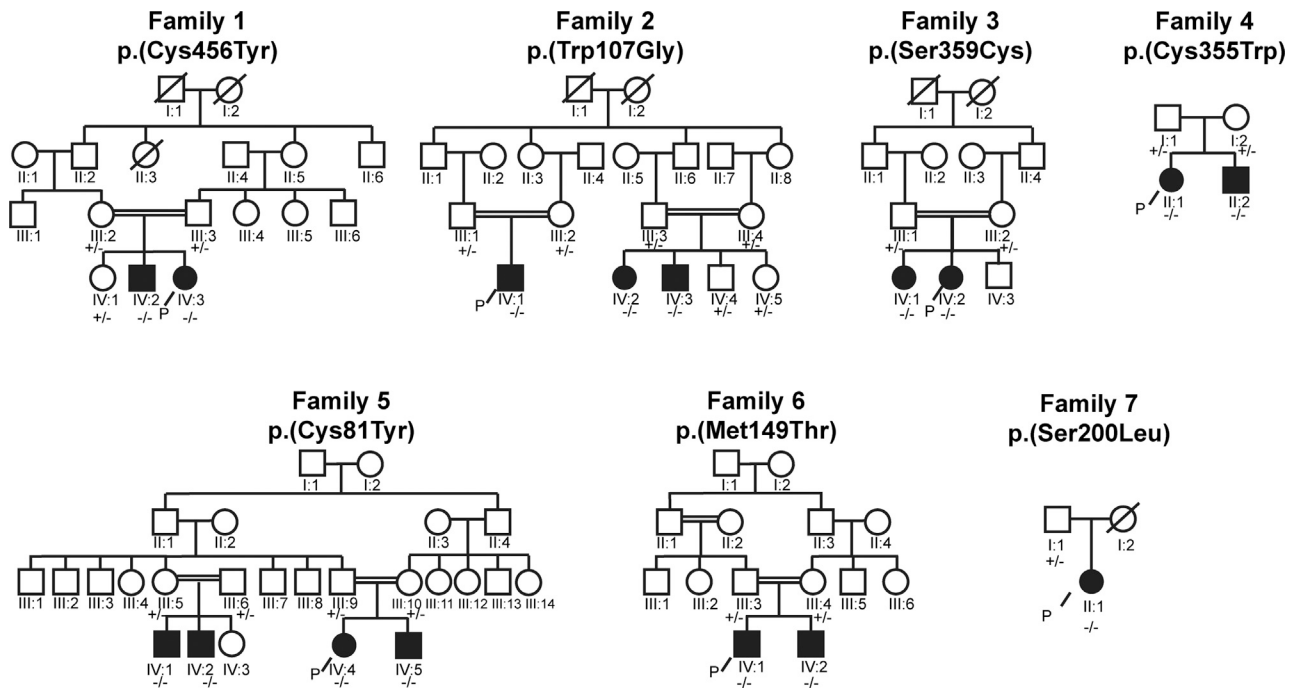 Family 1
p.(Cys456Tyr)
I:1 I:2
II:1 II:2 II:3 II:4 II:5 II:6
III:1 III:2 III:3 III:4 III:5 III:6
+/- +/-
IV:1 IV:2 IV:3
P
+/- -/- -/-
Family 2
p.(Trp107Gly)
I:1 I:2
II:1 II:2 II:3 II:4 II:5 II:6 II:7 II:8
III:1 III:2 III:3 III:4
+/- +/- +/- +/-
IV:1 IV:2 IV:3 IV:4 IV:5
P
-/- -/- -/- +/- +/-
Family 3
p.(Ser359Cys)
I:1 I:2
II:1 II:2 II:3 II:4
III:1 III:2
+/- +/-
IV:1 IV:2 IV:3
P
-/- -/-
Family 4
p.(Cys355Trp)
I:1 I:2
+/- +/-
II:1 II:2
P
-/- -/-
Family 5
p.(Cys81Tyr)
I:1 I:2
II:1 II:2 II:3 II:4
III:1 III:2 III:3 III:4 III:5 III:6 III:7 III:8 III:9 III:10 III:11 III:12 III:13 III:14
+/- +/- +/- +/-
IV:1 IV:2 IV:3 P IV:4 IV:5
-/- -/- -/- -/-
Family 6
p.(Met149Thr)
I:1 I:2
II:1 II:2 II:3 II:4
III:1 III:2 III:3 III:4 III:5 III:6
+/- +/-
P IV:1 IV:2
-/- -/-
Family 7
p.(Ser200Leu)
I:1 I:2
+/-
P II:1
-/-